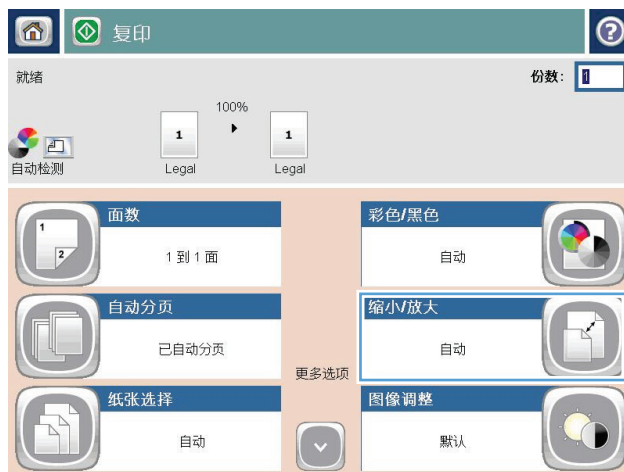 复印
?
就绪
份数: 1
100%
1
1
自动检测
Legal
Legal
面数
1
2
1 到 1 面
彩色/黑色
自动
自动分页
已自动分页
缩小/放大
自动
更多选项
纸张选择
自动
图像调整
默认